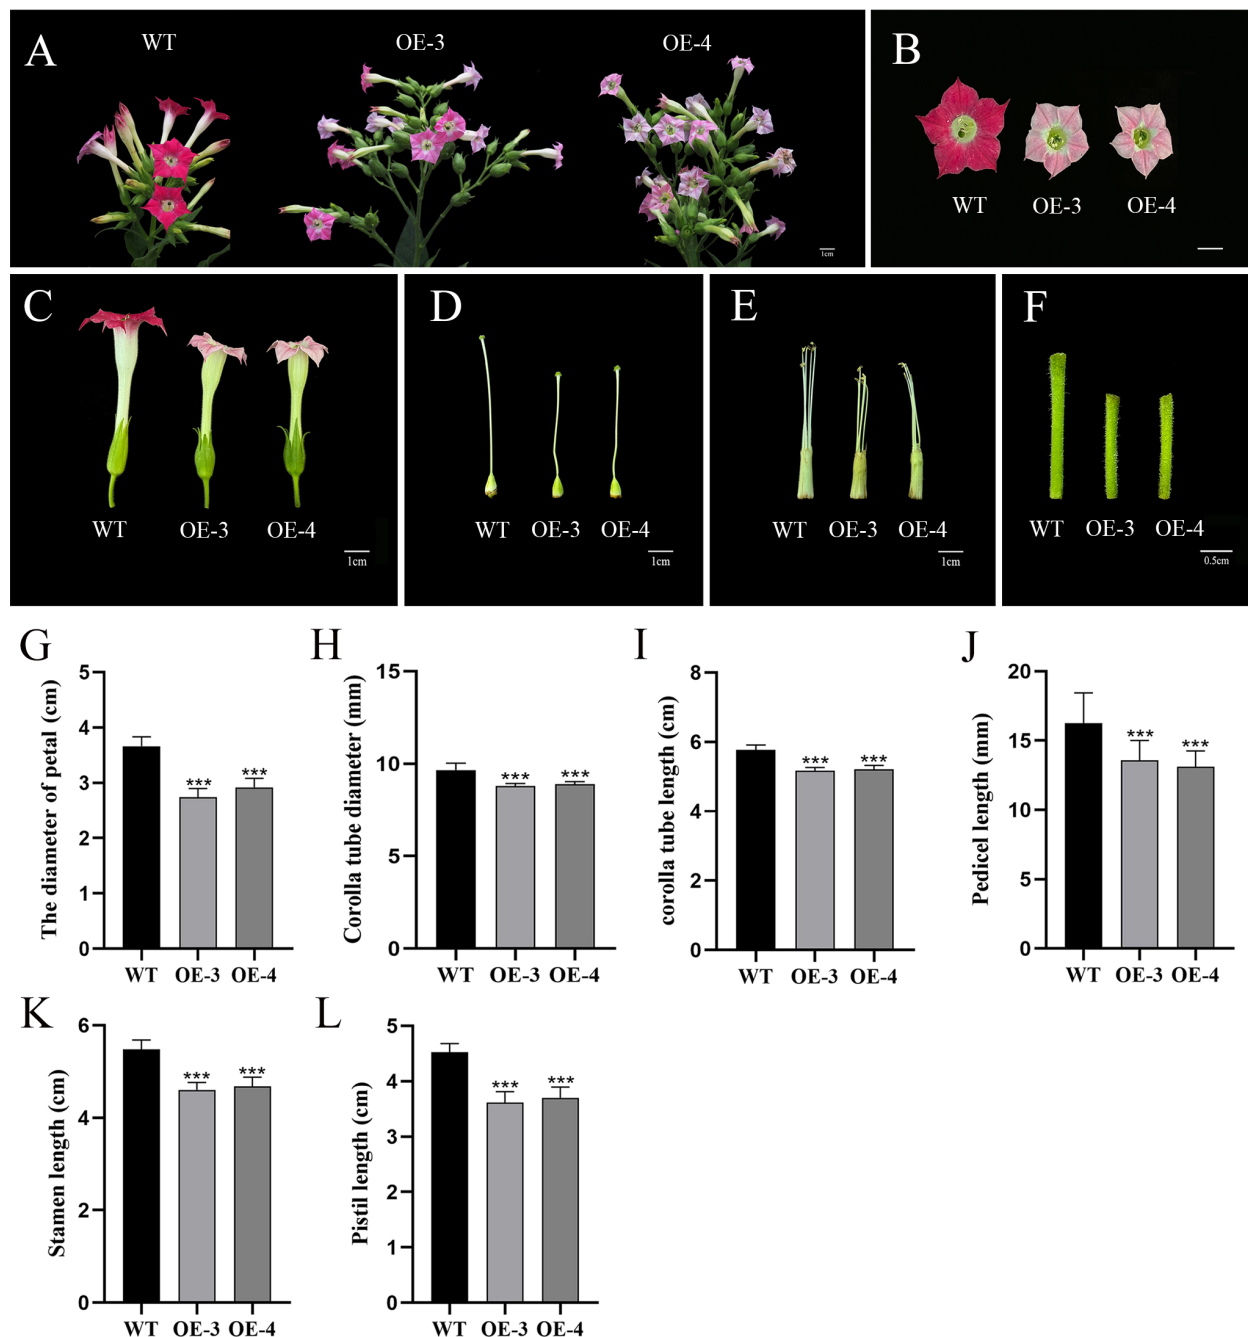 A WT OE-3 OE-4
1cm
B
WT OE-3 OE-4
C
WT OE-3 OE-4
1cm
D
WT OE-3 OE-4
1cm
E
WT OE-3 OE-4
1cm
F
WT OE-3 OE-4
0.5cm
G
The diameter of petal (cm)
5
4
3
2
1
0
*** ***
WT OE-3 OE-4
H
Corolla tube diameter (mm)
15
10
5
0
*** ***
WT OE-3 OE-4
I
corolla tube length (cm)
8
6
4
2
0
*** ***
WT OE-3 OE-4
J
Pedicel length (mm)
20
15
10
5
0
*** ***
WT OE-3 OE-4
K
Stamen length (cm)
6
4
2
0
*** ***
WT OE-3 OE-4
L
Pistil length (cm)
5
4
3
2
1
0
*** ***
WT OE-3 OE-4